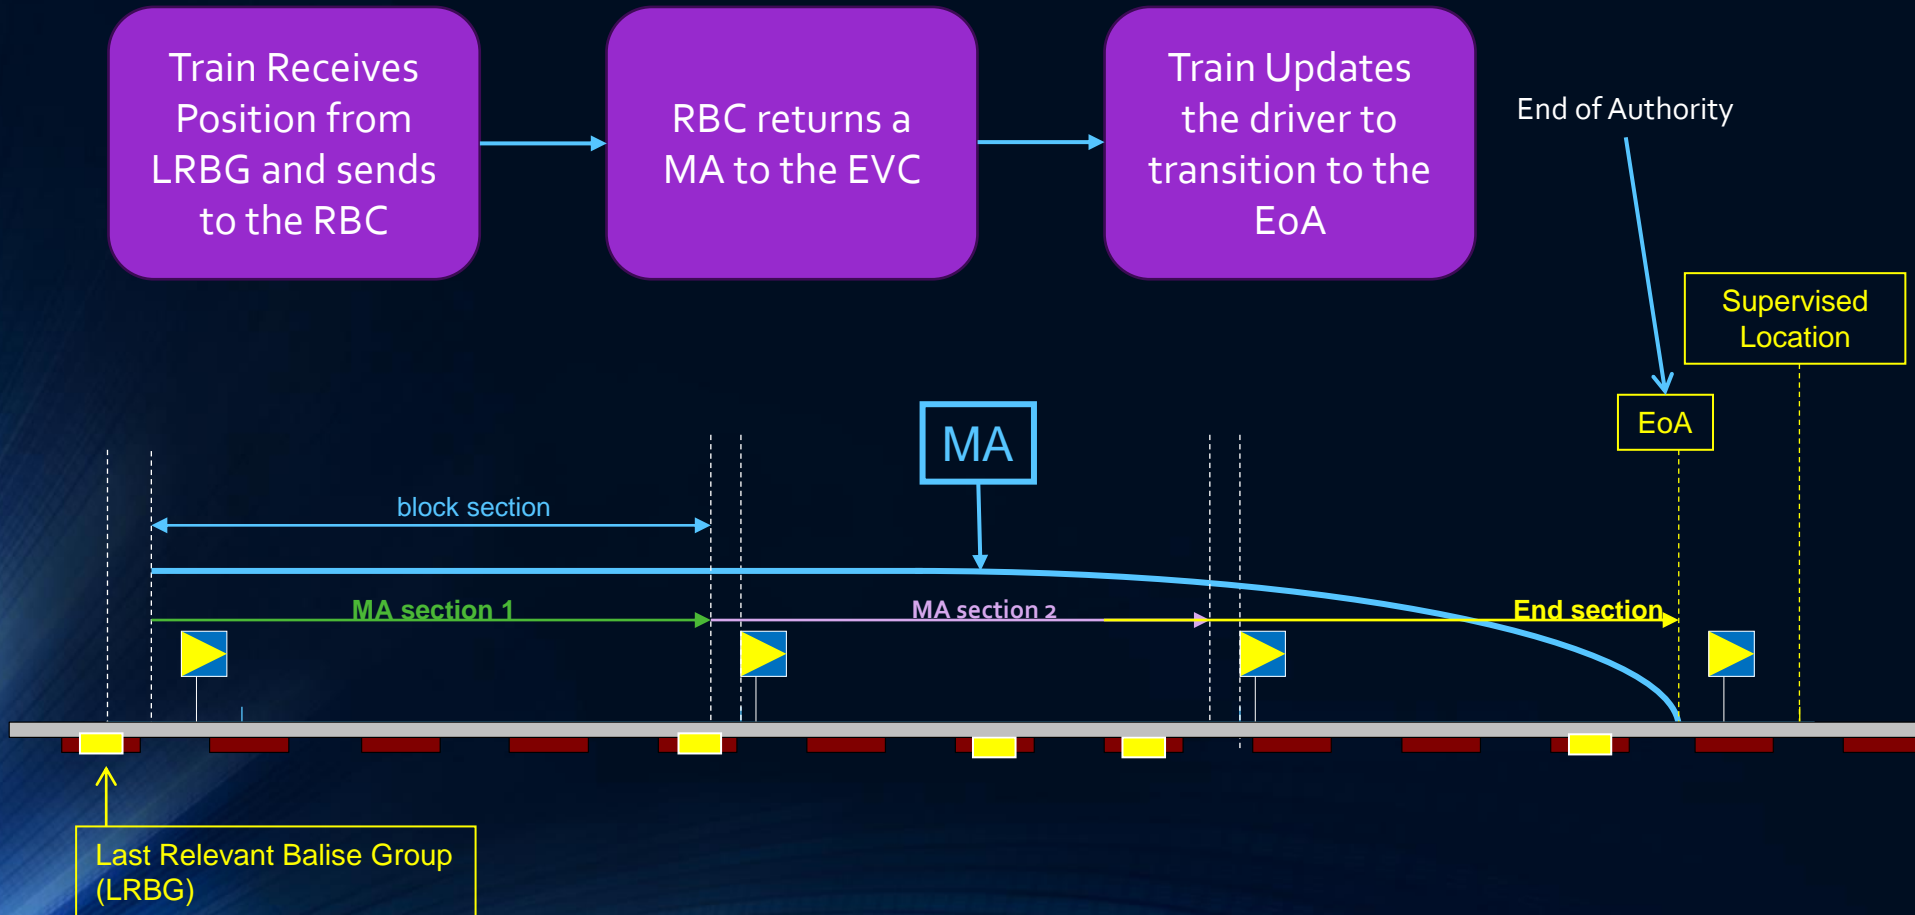 Train Receives
Position from
LRBG and sends
to the RBC
RBC returns a
MA to the EVC
Train Updates
the driver to
transition to the
EoA
End of Authority
Supervised
Location
EoA
MA
block section
MA section 1
MA section 2
End section
Last Relevant Balise Group
(LRBG)